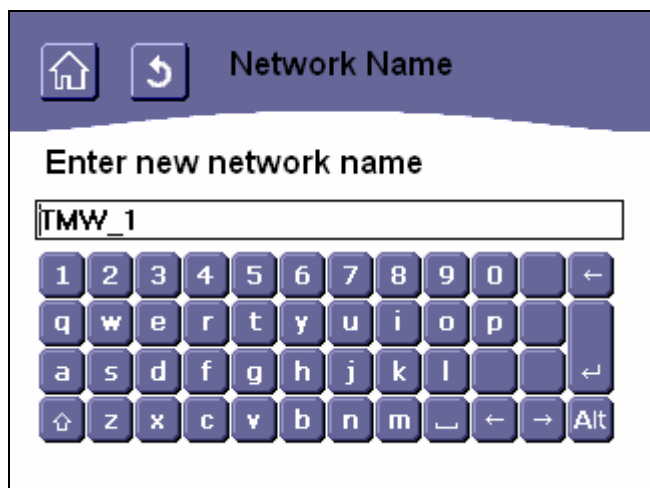 Network Name
Enter new network name
TMW_1
1 2 3 4 5 6 7 8 9 0 ←
q w e r t y u i o p
a s d f g h j k l ↵
⇧ z x c v b n m ⎵ ← → Alt